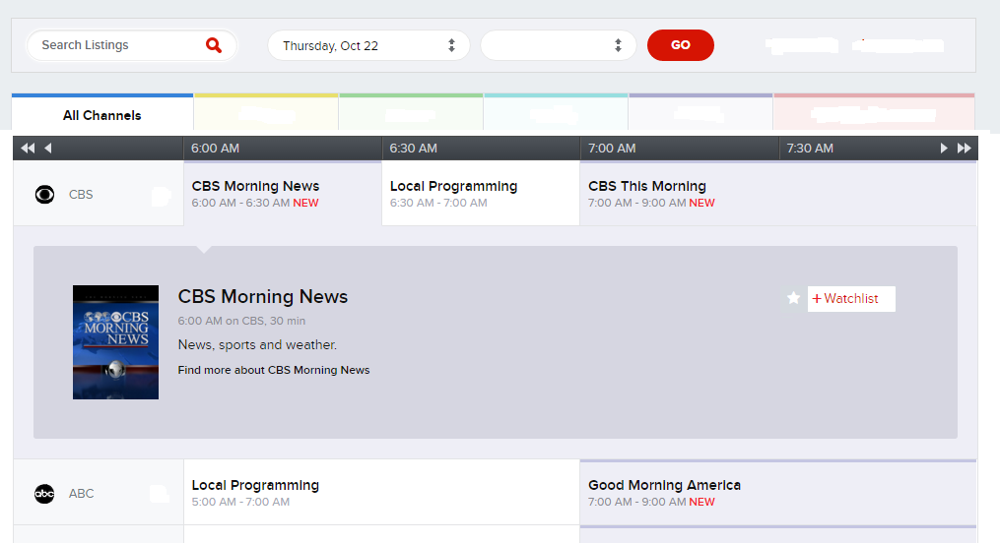 Search Listings
Thursday, Oct 22
GO
All Channels
6:00 AM
6:30 AM
7:00 AM
7:30 AM
CBS
CBS Morning News
6:00 AM - 6:30 AM NEW
Local Programming
6:30 AM - 7:00 AM
CBS This Morning
7:00 AM - 9:00 AM NEW
CBS
MORNING
NEWS
CBS Morning News
6:00 AM on CBS, 30 min
News, sports and weather.
Find more about CBS Morning News
+ Watchlist
abc
ABC
Local Programming
5:00 AM - 7:00 AM
Good Morning America
7:00 AM - 9:00 AM NEW